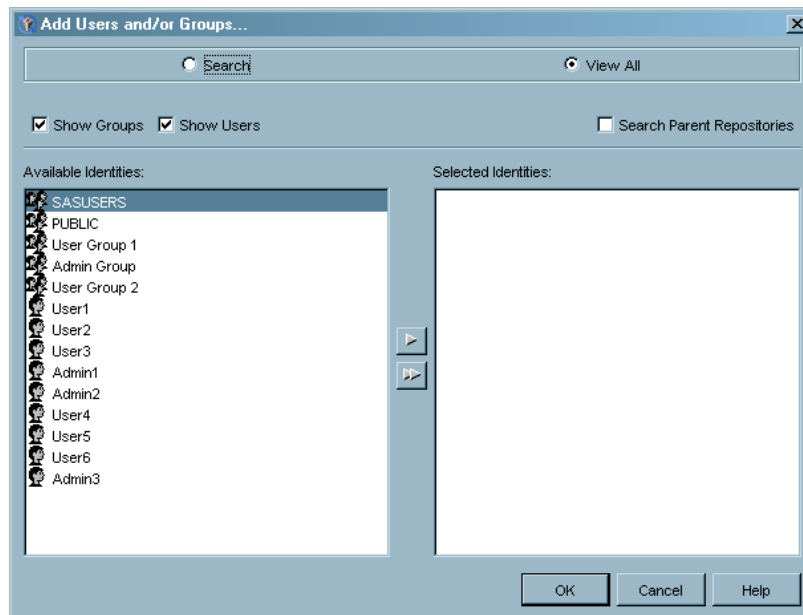 Add Users and/or Groups...
Search View All
Show Groups Show Users Search Parent Repositories
Available Identities: Selected Identities:
SASUSERS
PUBLIC
User Group 1
Admin Group
User Group 2
User1
User2
User3
Admin1
Admin2
User4
User5
User6
Admin3
OK Cancel Help